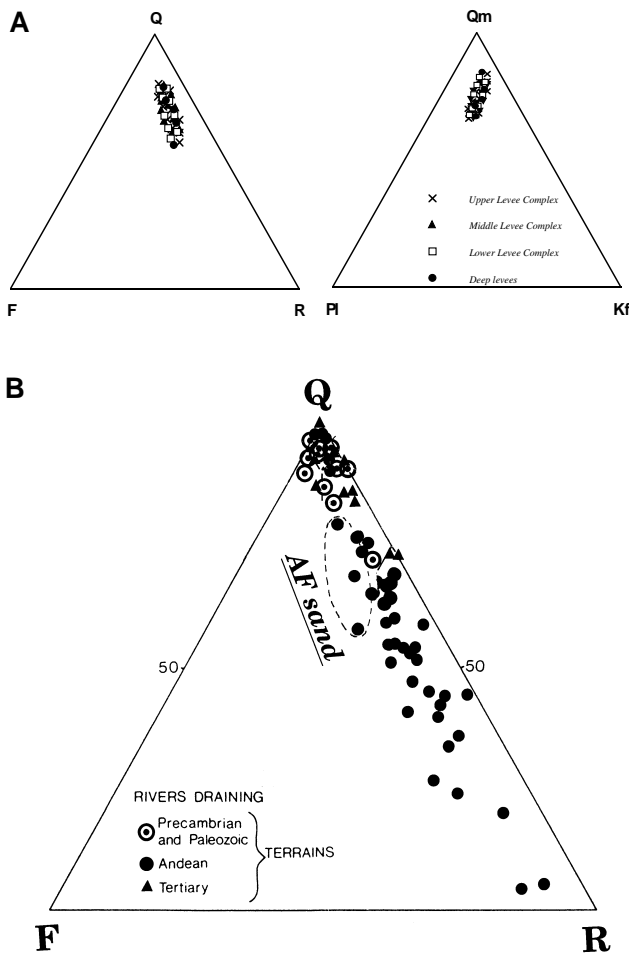 A
Q
Qm
Upper Levee Complex
Middle Levee Complex
Lower Levee Complex
Deep levees
F
R
Pl
Kf
B
Q
AF sand
50
50
RIVERS DRAINING
Precambrian
and Paleozoic
Andean
Tertiary
TERRAINS
F
R